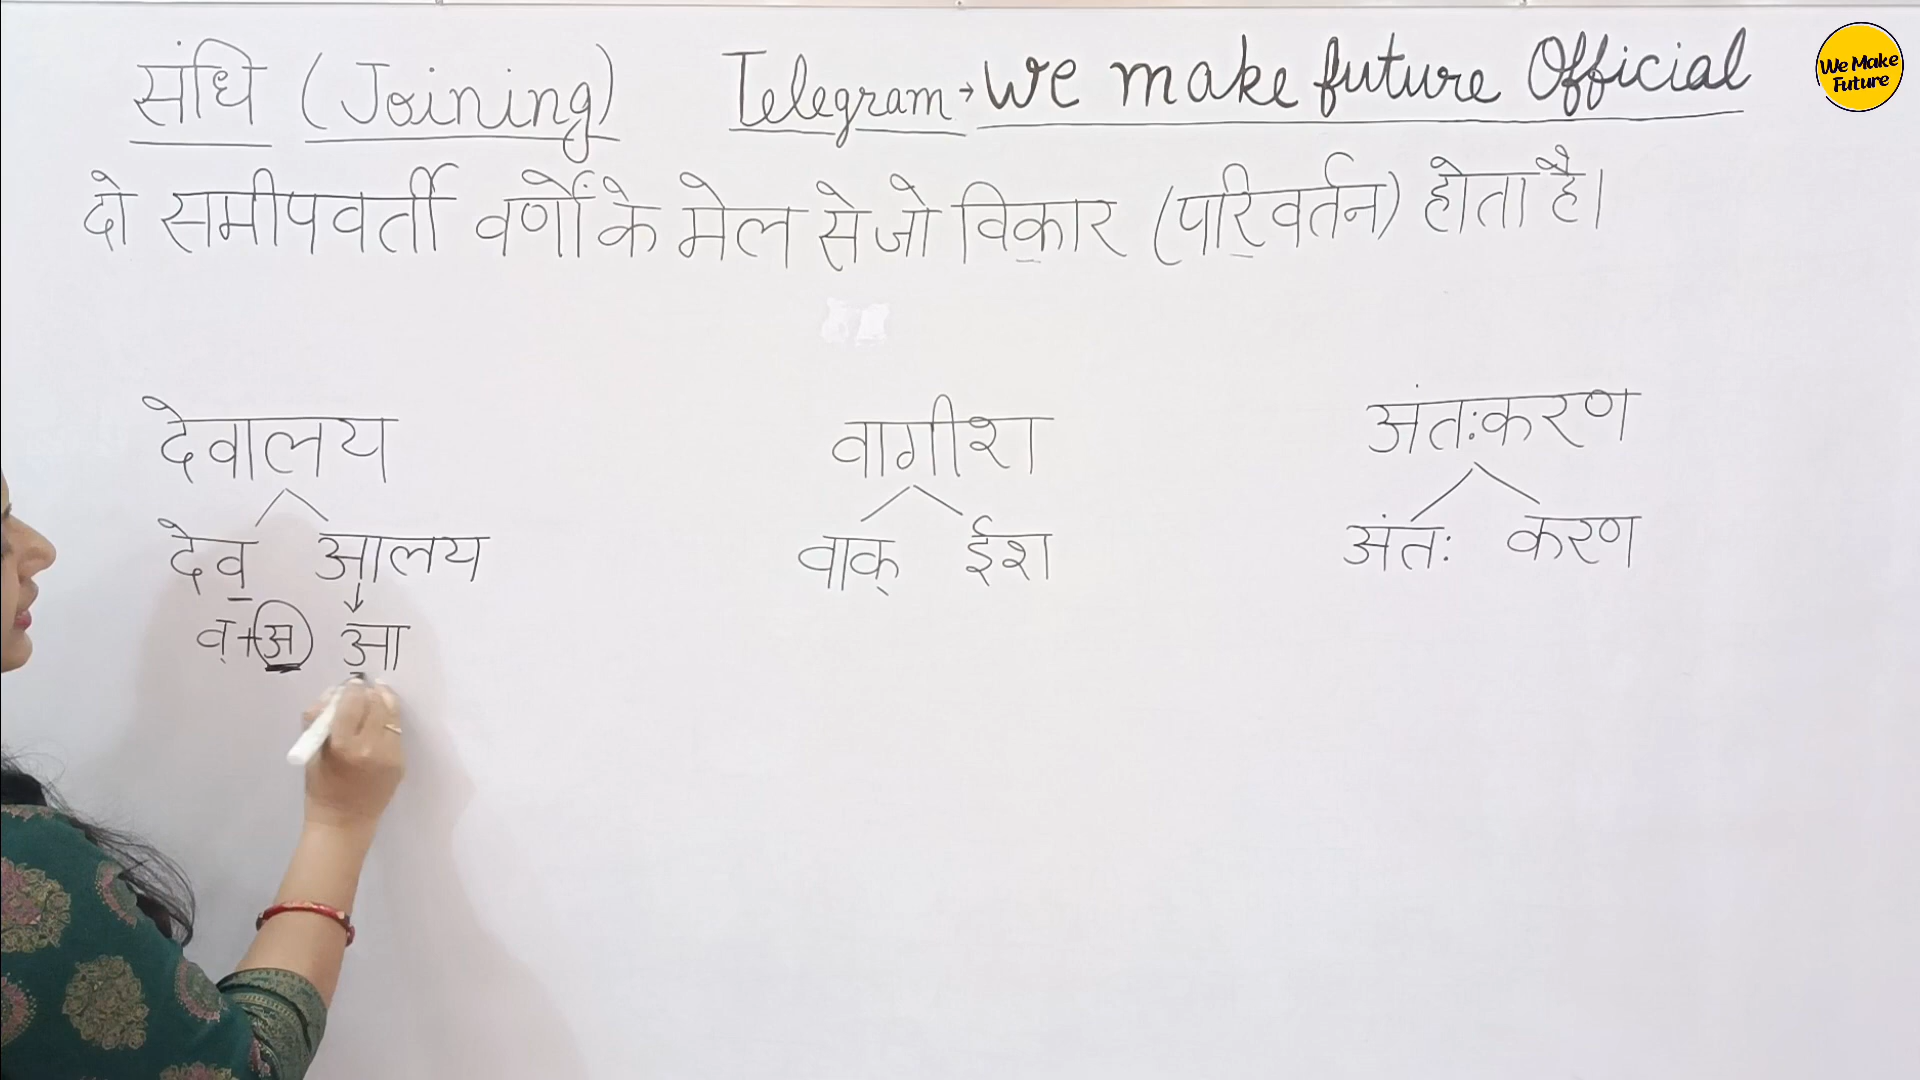 संधि (Joining) Telegram→We make future Official
We Make
Future
दो समीपवर्ती वर्णों के मेल से जो विकार (परिवर्तन) होता है।
देवालय वागीश अंतःकरण
देव आलय वाक् ईश अंतः करण
व्+अ आ